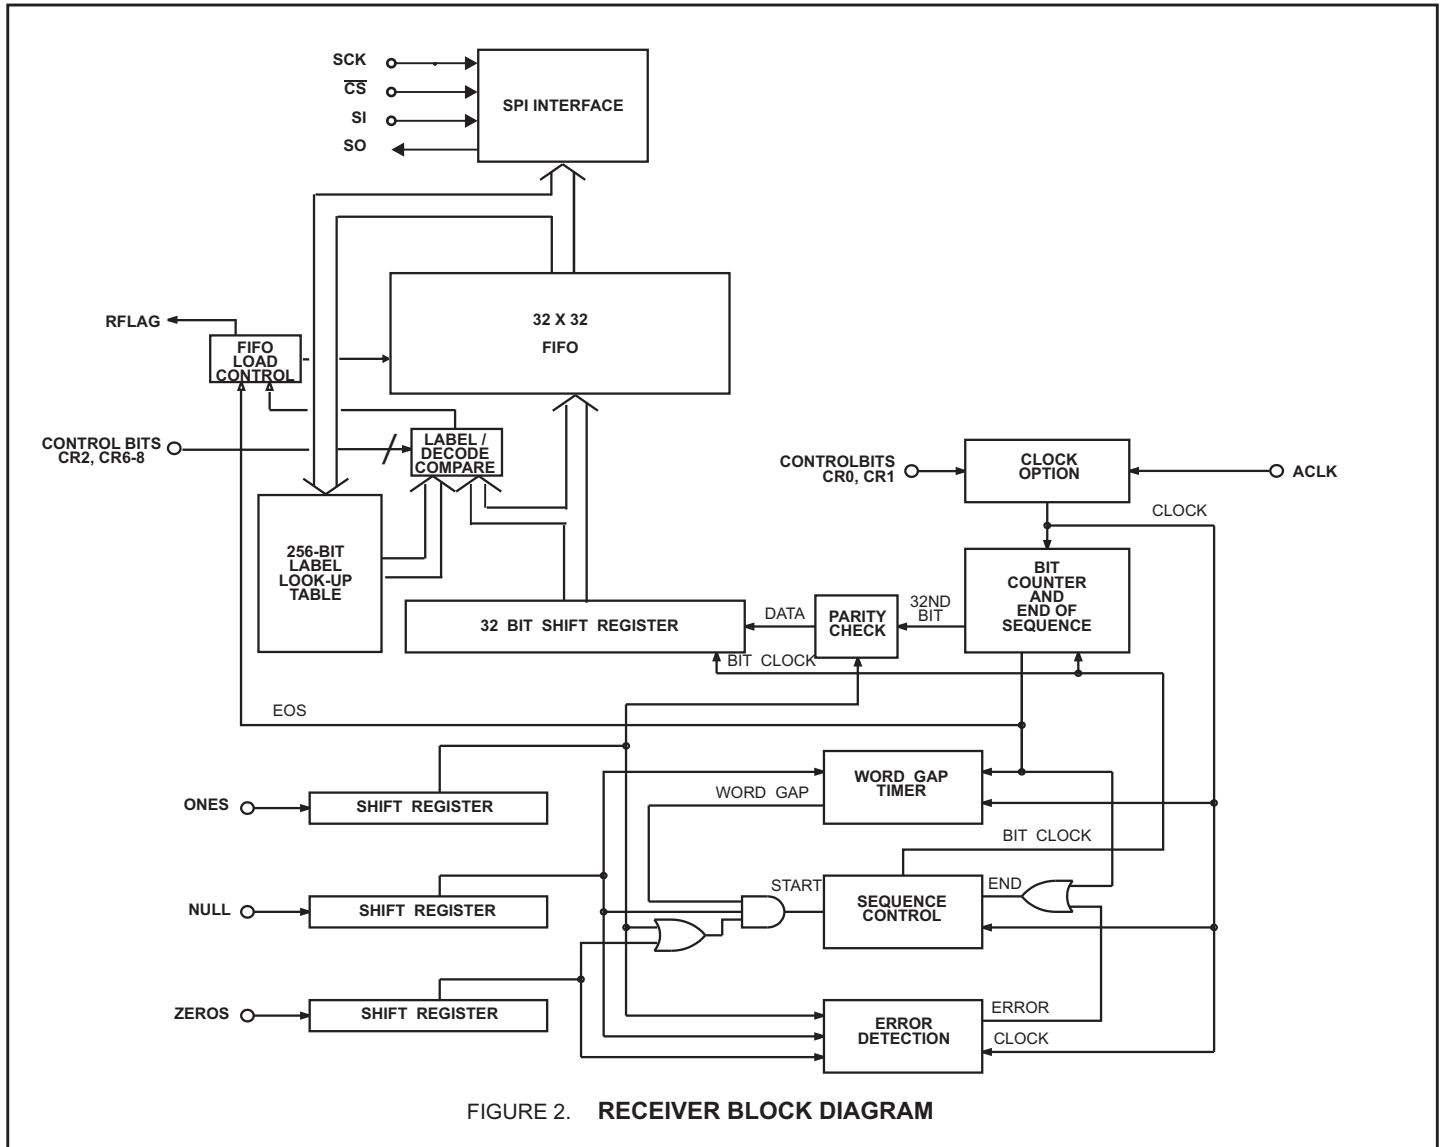 SCK
CS
SI
SO
SPI INTERFACE
32 X 32
FIFO
RFLAG
FIFO
LOAD
CONTROL
CONTROL BITS
CR2, CR6-8
LABEL /
DECODE
COMPARE
CONTROLBITS
CR0, CR1
CLOCK
OPTION
ACLK
CLOCK
256-BIT
LABEL
LOOK-UP
TABLE
BIT
COUNTER
AND
END OF
SEQUENCE
32 BIT SHIFT REGISTER
DATA
PARITY
CHECK
32ND
BIT
BIT CLOCK
EOS
ONES
SHIFT REGISTER
WORD GAP
WORD GAP
TIMER
BIT CLOCK
NULL
SHIFT REGISTER
START
SEQUENCE
CONTROL
END
ZEROS
SHIFT REGISTER
ERROR
DETECTION
ERROR
CLOCK
FIGURE 2. RECEIVER BLOCK DIAGRAM